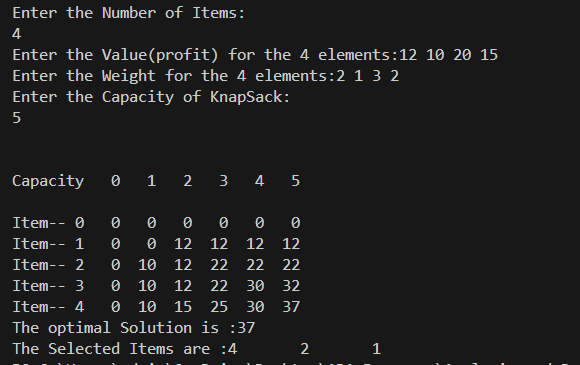 Enter the Number of Items:
4
Enter the Value(profit) for the 4 elements:12 10 20 15
Enter the Weight for the 4 elements:2 1 3 2
Enter the Capacity of KnapSack:
5
Capacity 0 1 2 3 4 5
Item-- 0 0 0 0 0 0 0
Item-- 1 0 0 12 12 12 12
Item-- 2 0 10 12 22 22 22
Item-- 3 0 10 12 22 30 32
Item-- 4 0 10 15 25 30 37
The optimal Solution is :37
The Selected Items are :4 2 1